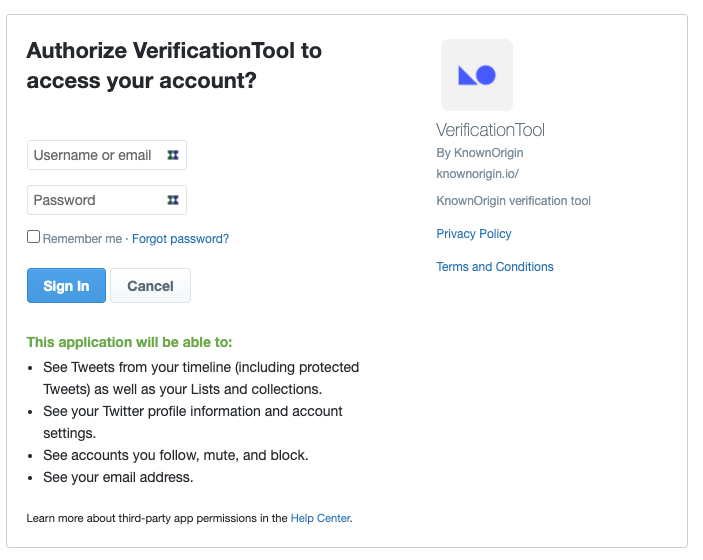 Authorize VerificationTool to
access your account?
Username or email
Password
Remember me · Forgot password?
Sign In
Cancel
This application will be able to:
• See Tweets from your timeline (including protected
Tweets) as well as your Lists and collections.
• See your Twitter profile information and account
settings.
• See accounts you follow, mute, and block.
• See your email address.
Learn more about third-party app permissions in the Help Center.
VerificationTool
By KnownOrigin
knownorigin.io/
KnownOrigin verification tool
Privacy Policy
Terms and Conditions